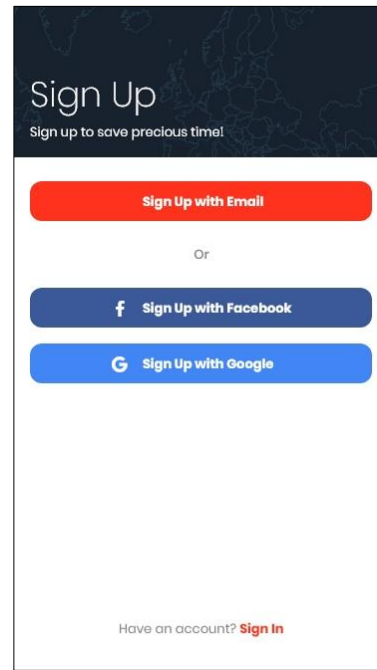 Sign Up
Sign up to save precious time!
Sign Up with Email
Or
Sign Up with Facebook
Sign Up with Google
Have an account? Sign In